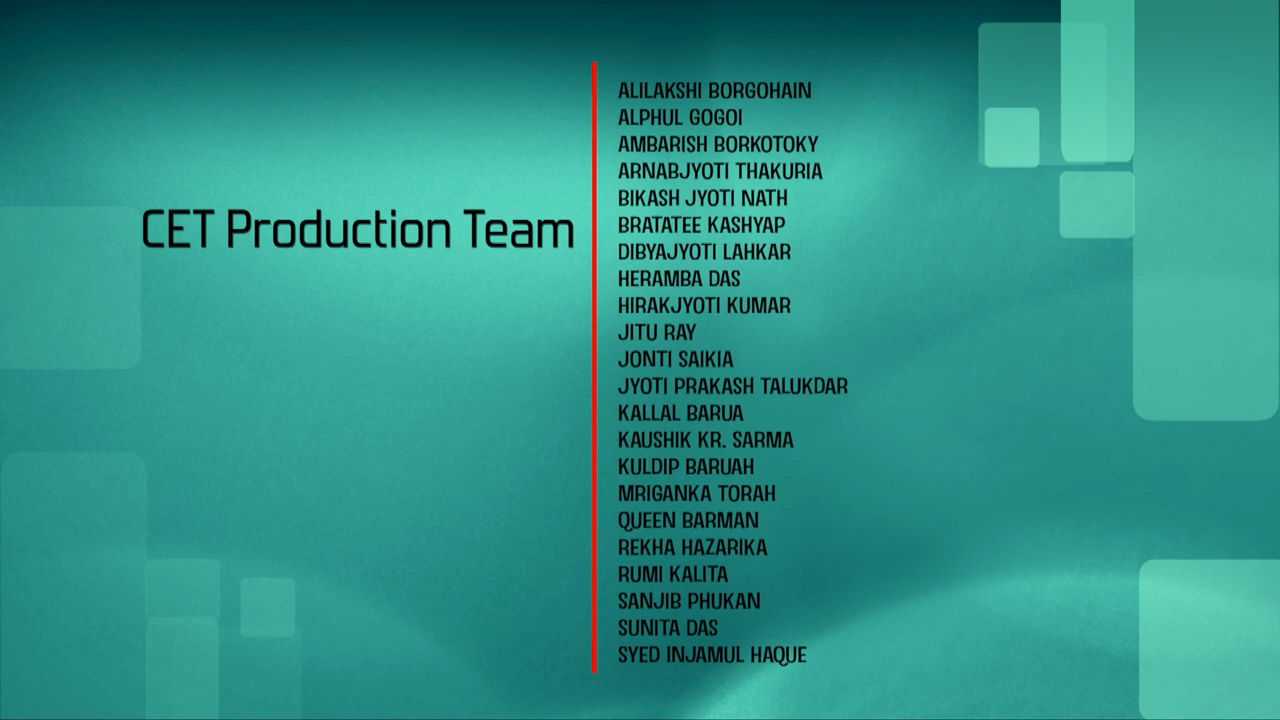 CET Production Team
ALILAKSHI BORGOHAIN
ALPHUL GOGOI
AMBARISH BORKOTOKY
ARNABJYOTI THAKURIA
BIKASH JYOTI NATH
BRATATEE KASHYAP
DIBYAJYOTI LAHKAR
HERAMBA DAS
HIRAKJYOTI KUMAR
JITU RAY
JONTI SAIKIA
JYOTI PRAKASH TALUKDAR
KALLAL BARUA
KAUSHIK KR. SARMA
KULDIP BARUAH
MRIGANKA TORAH
QUEEN BARMAN
REKHA HAZARIKA
RUMI KALITA
SANJIB PHUKAN
SUNITA DAS
SYED INJAMUL HAQUE